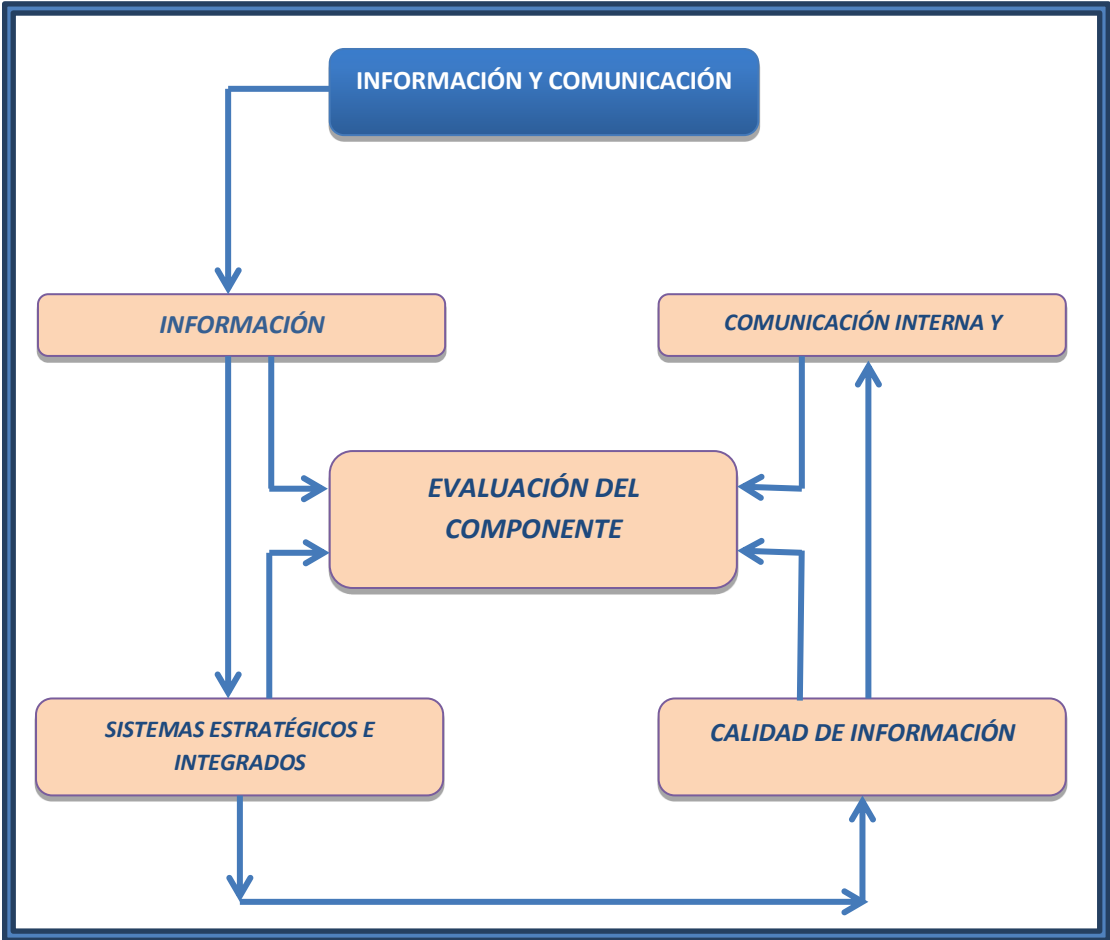 INFORMACIÓN Y COMUNICACIÓN
INFORMACIÓN
COMUNICACIÓN INTERNA Y
EVALUACIÓN DEL
COMPONENTE
SISTEMAS ESTRATÉGICOS E
INTEGRADOS
CALIDAD DE INFORMACIÓN